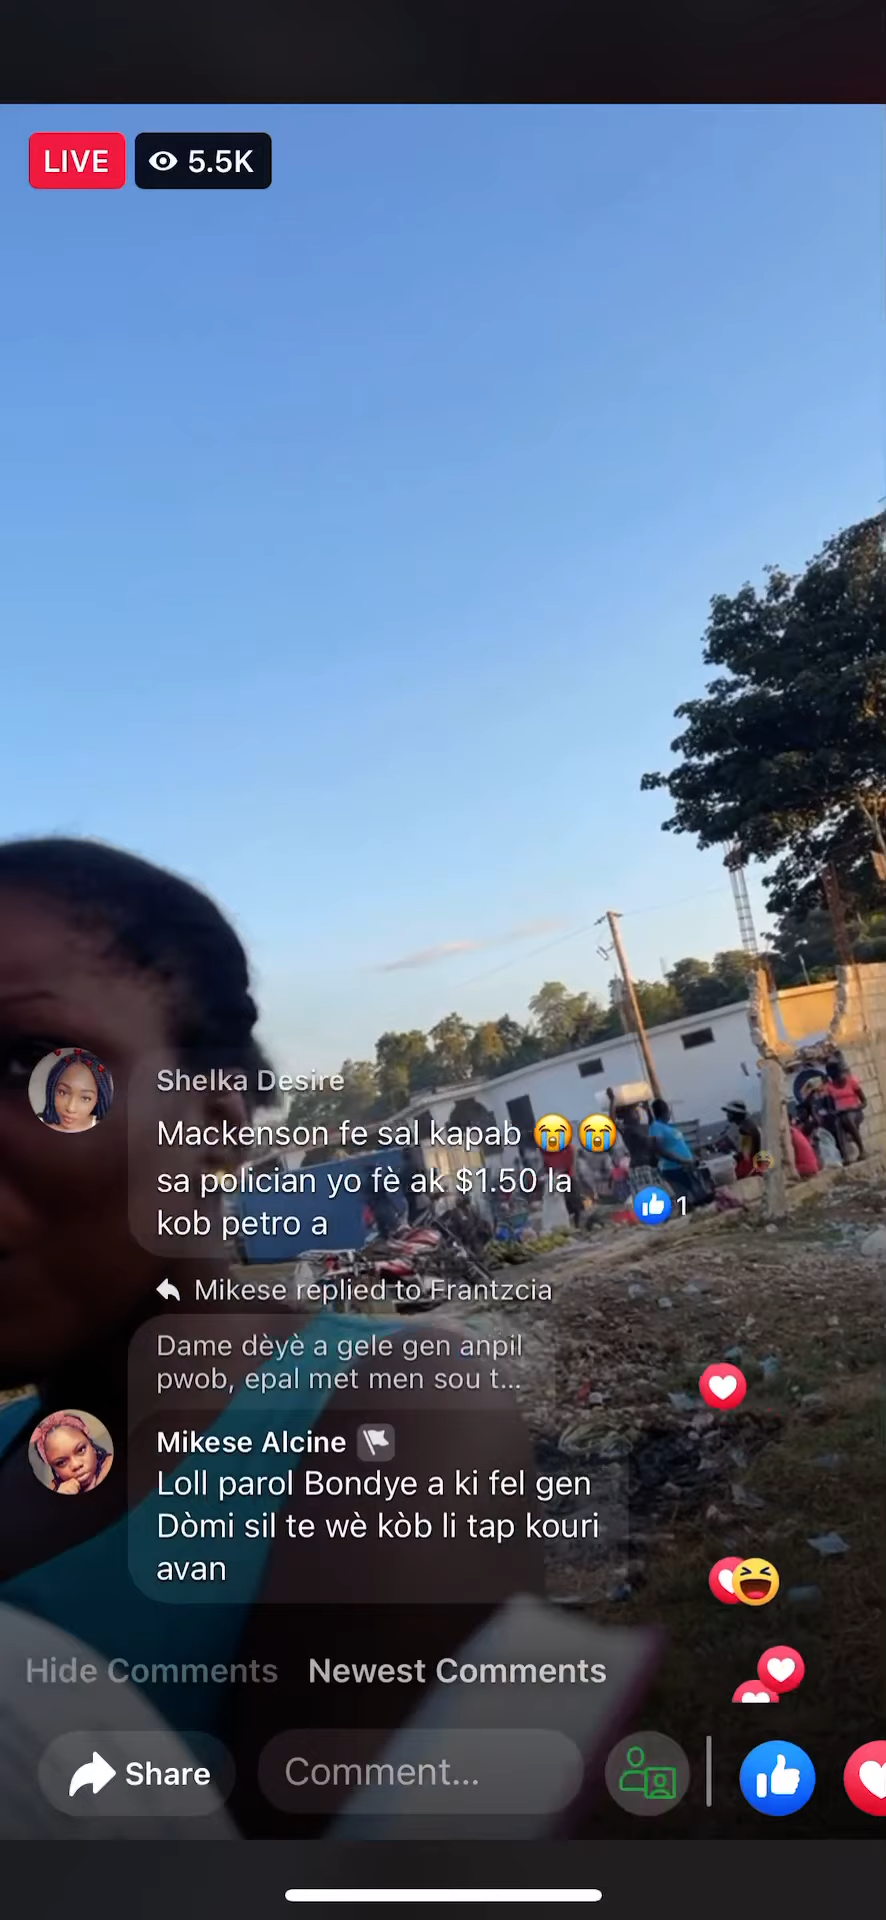 LIVE 5.5K
Shelka Desire
Mackenson fe sal kapab 😭😭
sa polician yo fè ak $1.50 la
kob petro a
1
Mikese replied to Frantzcia
Dame dèyè a gele gen anpil
pwob, epal met men sou t...
Mikese Alcine
Loll parol Bondye a ki fel gen
Dòmi sil te wè kòb li tap kouri
avan
Hide Comments Newest Comments
Share Comment...